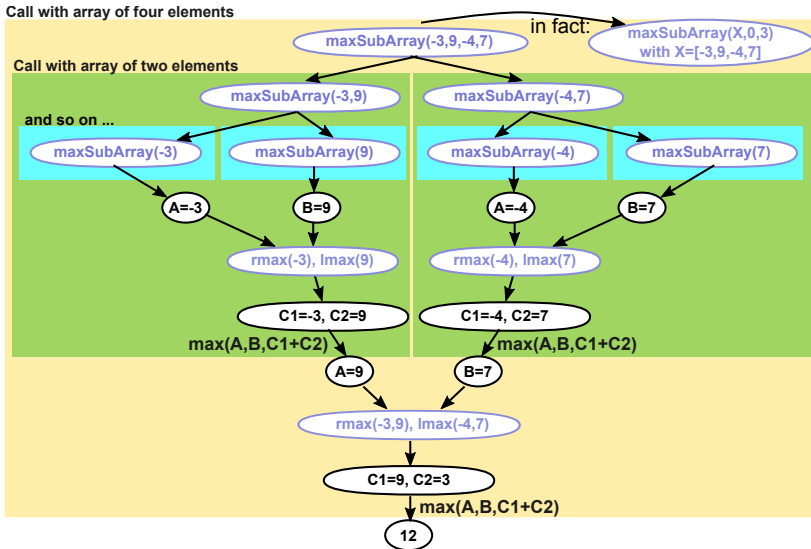 Call with array of four elements
in fact:
maxSubArray(X,0,3)
with X=[-3,9,-4,7]
maxSubArray(-3,9,-4,7)
Call with array of two elements
maxSubArray(-3,9)
maxSubArray(-4,7)
and so on ...
maxSubArray(-3)
maxSubArray(9)
maxSubArray(-4)
maxSubArray(7)
A=-3
B=9
A=-4
B=7
rmax(-3), lmax(9)
rmax(-4), lmax(7)
C1=-3, C2=9
C1=-4, C2=7
max(A,B,C1+C2)
max(A,B,C1+C2)
A=9
B=7
rmax(-3,9), lmax(-4,7)
C1=9, C2=3
max(A,B,C1+C2)
12